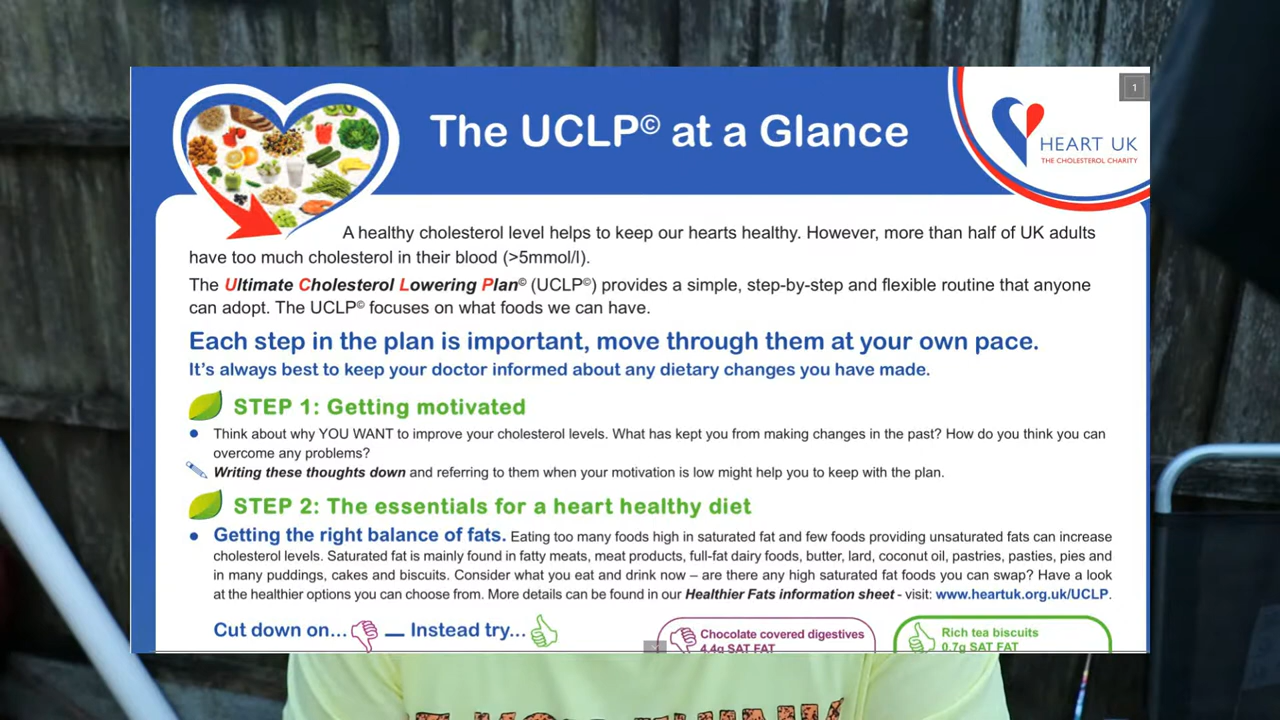 1
The UCLP© at a Glance
HEART UK
THE CHOLESTEROL CHARITY
A healthy cholesterol level helps to keep our hearts healthy. However, more than half of UK adults
have too much cholesterol in their blood (>5mmol/l).
The Ultimate Cholesterol Lowering Plan© (UCLP©) provides a simple, step-by-step and flexible routine that anyone
can adopt. The UCLP© focuses on what foods we can have.
Each step in the plan is important, move through them at your own pace.
It's always best to keep your doctor informed about any dietary changes you have made.
STEP 1: Getting motivated
Think about why YOU WANT to improve your cholesterol levels. What has kept you from making changes in the past? How do you think you can
overcome any problems?
Writing these thoughts down and referring to them when your motivation is low might help you to keep with the plan.
STEP 2: The essentials for a heart healthy diet
Getting the right balance of fats. Eating too many foods high in saturated fat and few foods providing unsaturated fats can increase
cholesterol levels. Saturated fat is mainly found in fatty meats, meat products, full-fat dairy foods, butter, lard, coconut oil, pastries, pasties, pies and
in many puddings, cakes and biscuits. Consider what you eat and drink now – are there any high saturated fat foods you can swap? Have a look
at the healthier options you can choose from. More details can be found in our Healthier Fats information sheet - visit: www.heartuk.org.uk/UCLP.
Cut down on... — Instead try...
Chocolate covered digestives
4.4g SAT FAT
Rich tea biscuits
0.7g SAT FAT